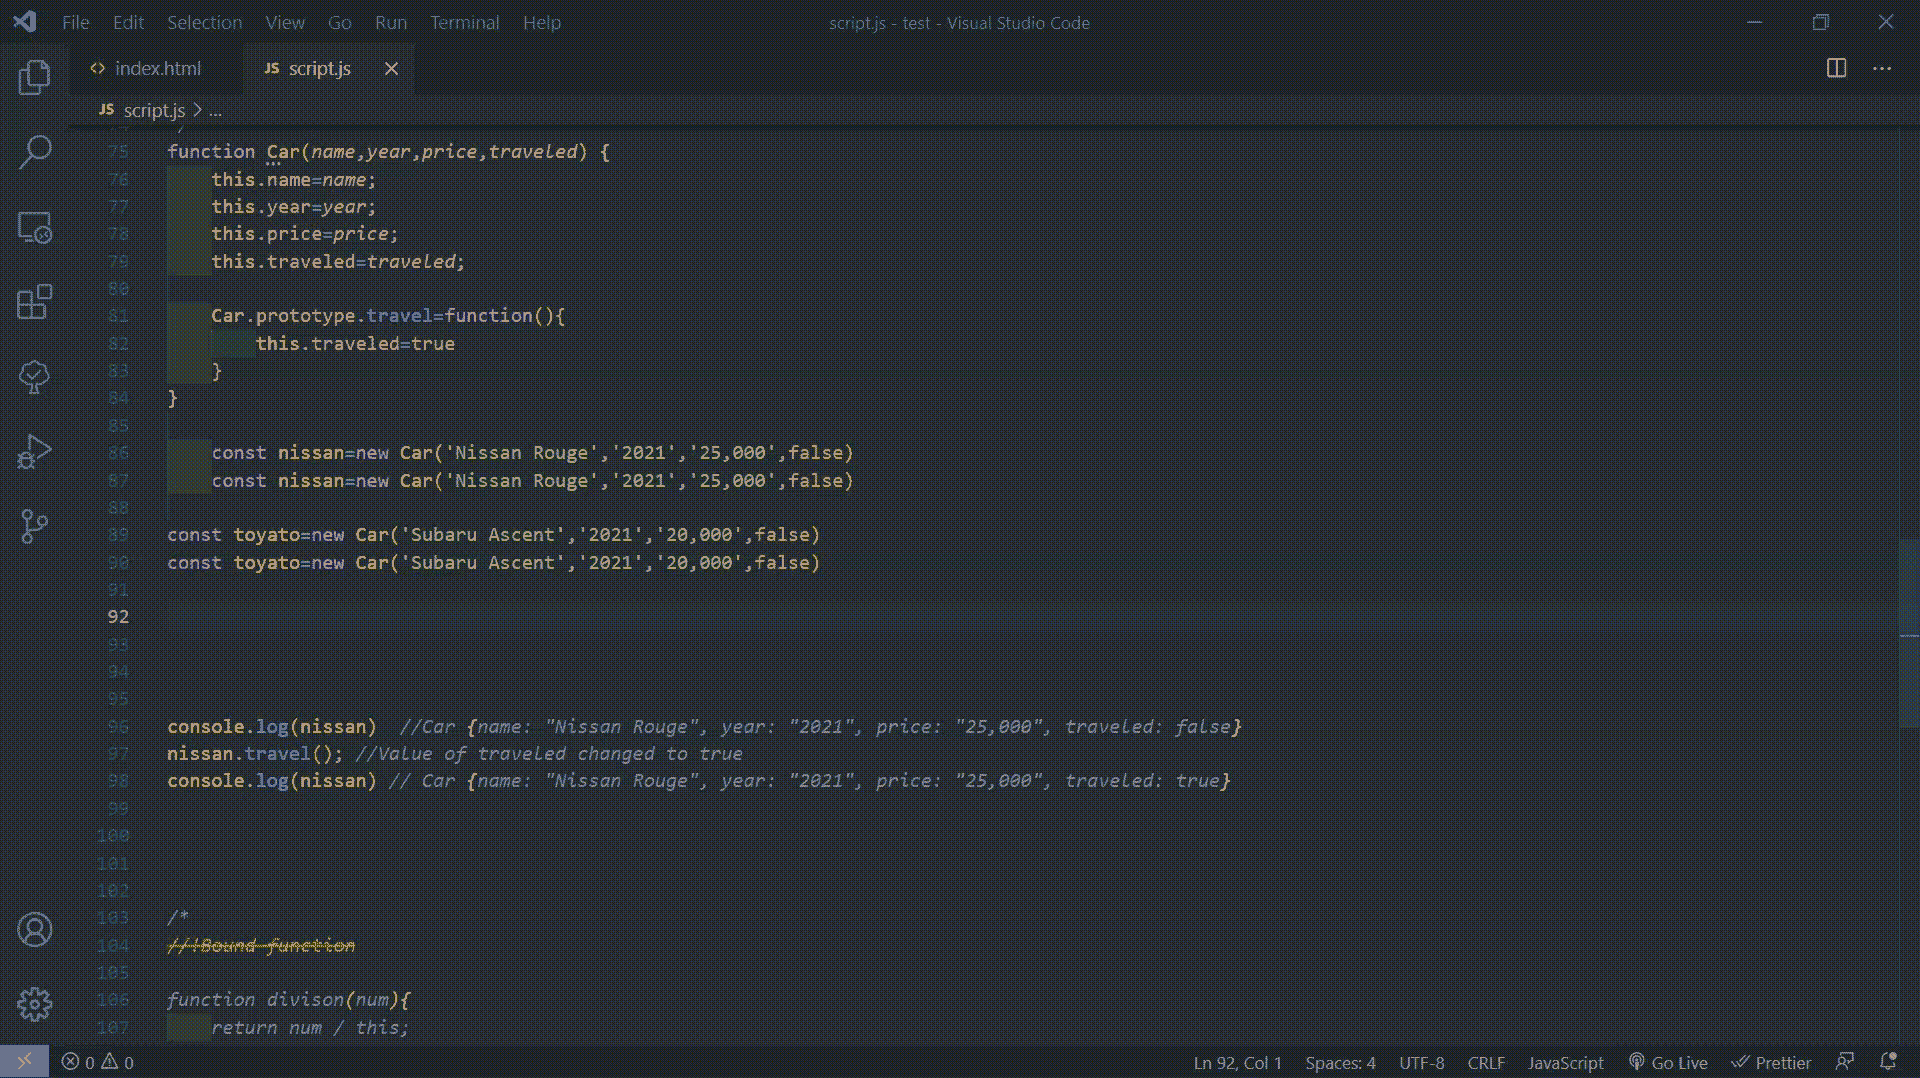 File Edit Selection View Go Run Terminal Help script.js - test - Visual Studio Code
<> index.html JS script.js
JS script.js > ...
75 function Car(name,year,price,traveled) {
76 this.name=name;
77 this.year=year;
78 this.price=price;
79 this.traveled=traveled;
80
81 Car.prototype.travel=function(){
82 this.traveled=true
83 }
84 }
85
86 const nissan=new Car('Nissan Rouge','2021','25,000',false)
87 const nissan=new Car('Nissan Rouge','2021','25,000',false)
88
89 const toyato=new Car('Subaru Ascent','2021','20,000',false)
90 const toyato=new Car('Subaru Ascent','2021','20,000',false)
91
92
93
94
95
96 console.log(nissan) //Car {name: "Nissan Rouge", year: "2021", price: "25,000", traveled: false}
97 nissan.travel(); //Value of traveled changed to true
98 console.log(nissan) // Car {name: "Nissan Rouge", year: "2021", price: "25,000", traveled: true}
99
100
101
102
103 /*
104 //!Bound function
105
106 function divison(num){
107 return num / this;
0 0 Ln 92, Col 1 Spaces: 4 UTF-8 CRLF JavaScript Go Live Prettier